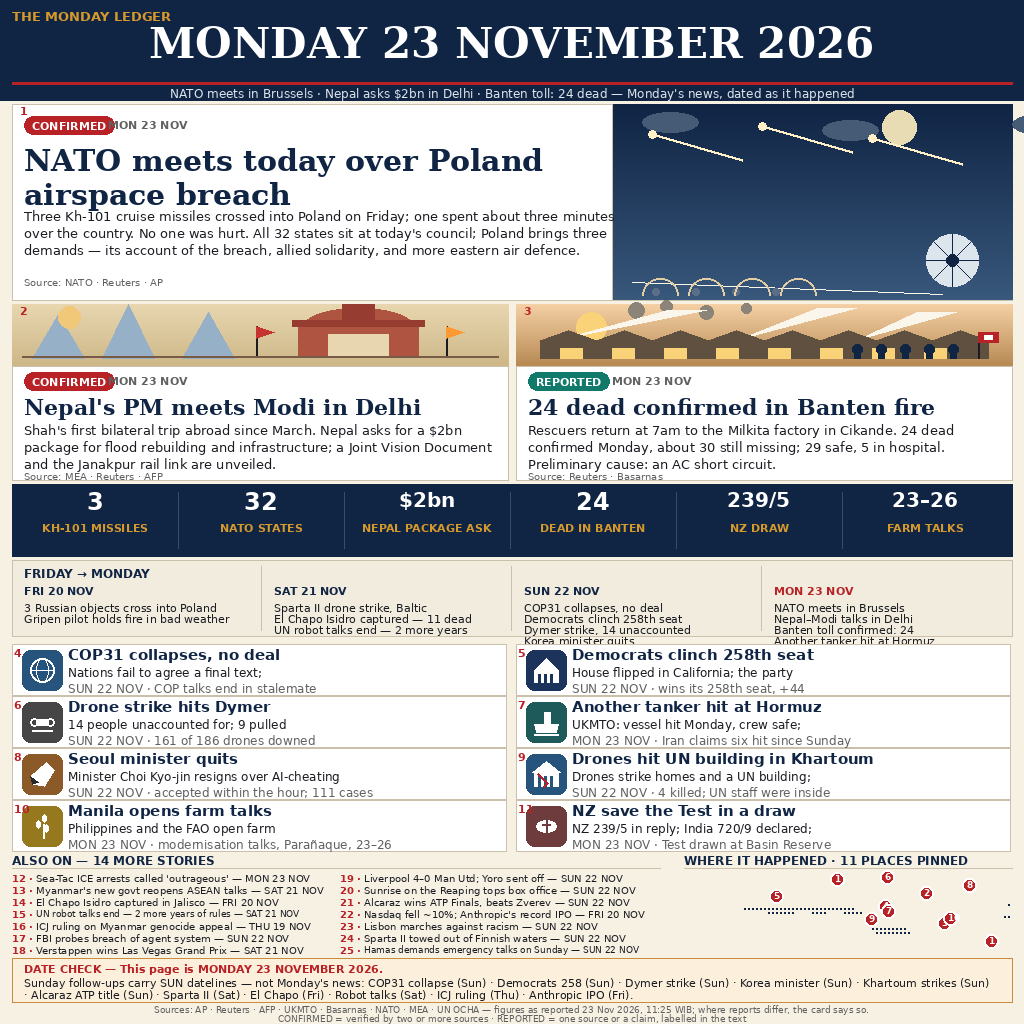 THE MONDAY LEDGER
MONDAY 23 NOVEMBER 2026
NATO meets in Brussels · Nepal asks $2bn in Delhi · Banten toll: 24 dead — Monday's news, dated as it happened
1
CONFIRMED MON 23 NOV
NATO meets today over Poland
airspace breach
Three Kh-101 cruise missiles crossed into Poland on Friday; one spent about three minutes
over the country. No one was hurt. All 32 states sit at today's council; Poland brings three
demands — its account of the breach, allied solidarity, and more eastern air defence.
Source: NATO · Reuters · AP
2
CONFIRMED MON 23 NOV
Nepal's PM meets Modi in Delhi
Shah's first bilateral trip abroad since March. Nepal asks for a $2bn
package for flood rebuilding and infrastructure; a Joint Vision Document
and the Janakpur rail link are unveiled.
Source: MEA · Reuters · AFP
3
REPORTED MON 23 NOV
24 dead confirmed in Banten fire
Rescuers return at 7am to the Milkita factory in Cikande. 24 dead
confirmed Monday, about 30 still missing; 29 safe, 5 in hospital.
Preliminary cause: an AC short circuit.
Source: Reuters · Basarnas
3
KH-101 MISSILES
32
NATO STATES
$2bn
NEPAL PACKAGE ASK
24
DEAD IN BANTEN
239/5
NZ DRAW
23–26
FARM TALKS
FRIDAY → MONDAY
FRI 20 NOV
3 Russian objects cross into Poland
Gripen pilot holds fire in bad weather
SAT 21 NOV
Sparta II drone strike, Baltic
El Chapo Isidro captured — 11 dead
UN robot talks end — 2 more years
SUN 22 NOV
COP31 collapses, no deal
Democrats clinch 258th seat
Dymer strike, 14 unaccounted
Korea minister quits
MON 23 NOV
NATO meets in Brussels
Nepal–Modi talks in Delhi
Banten toll confirmed: 24
Another tanker hit at Hormuz
4
COP31 collapses, no deal
Nations fail to agree a final text;
SUN 22 NOV · COP talks end in stalemate
5
Democrats clinch 258th seat
House flipped in California; the party
SUN 22 NOV · wins its 258th seat, +44
6
Drone strike hits Dymer
14 people unaccounted for; 9 pulled
SUN 22 NOV · 161 of 186 drones downed
7
Another tanker hit at Hormuz
UKMTO: vessel hit Monday, crew safe;
MON 23 NOV · Iran claims six hit since Sunday
8
Seoul minister quits
Minister Choi Kyo-jin resigns over AI-cheating
SUN 22 NOV · accepted within the hour; 111 cases
9
Drones hit UN building in Khartoum
Drones strike homes and a UN building;
SUN 22 NOV · 4 killed; UN staff were inside
10
Manila opens farm talks
Philippines and the FAO open farm
MON 23 NOV · modernisation talks, Parañaque, 23–26
11
NZ save the Test in a draw
NZ 239/5 in reply; India 720/9 declared;
MON 23 NOV · Test drawn at Basin Reserve
ALSO ON — 14 MORE STORIES
12 · Sea-Tac ICE arrests called 'outrageous' — MON 23 NOV
13 · Myanmar's new govt reopens ASEAN talks — SAT 21 NOV
14 · El Chapo Isidro captured in Jalisco — FRI 20 NOV
15 · UN robot talks end — 2 more years of rules — SAT 21 NOV
16 · ICJ ruling on Myanmar genocide appeal — THU 19 NOV
17 · FBI probes breach of agent system — SUN 22 NOV
18 · Verstappen wins Las Vegas Grand Prix — SAT 21 NOV
19 · Liverpool 4–0 Man Utd; Yoro sent off — SUN 22 NOV
20 · Sunrise on the Reaping tops box office — SUN 22 NOV
21 · Alcaraz wins ATP Finals, beats Zverev — SUN 22 NOV
22 · Nasdaq fell ~10%; Anthropic's record IPO — FRI 20 NOV
23 · Lisbon marches against racism — SUN 22 NOV
24 · Sparta II towed out of Finnish waters — SUN 22 NOV
25 · Hamas demands emergency talks on Sunday — SUN 22 NOV
WHERE IT HAPPENED · 11 PLACES PINNED
1
6
8
5
2
7
9
1
1
DATE CHECK — This page is MONDAY 23 NOVEMBER 2026.
Sunday follow-ups carry SUN datelines — not Monday's news: COP31 collapse (Sun) · Democrats 258 (Sun) · Dymer strike (Sun) · Korea minister (Sun) · Khartoum strikes (Sun)
· Alcaraz ATP title (Sun) · Sparta II (Sat) · El Chapo (Fri) · Robot talks (Sat) · ICJ ruling (Thu) · Anthropic IPO (Fri).
Sources: AP · Reuters · AFP · UKMTO · Basarnas · NATO · MEA · UN OCHA — figures as reported 23 Nov 2026, 11:25 WIB; where reports differ, the card says so.
CONFIRMED = verified by two or more sources · REPORTED = one source or a claim, labelled in the text